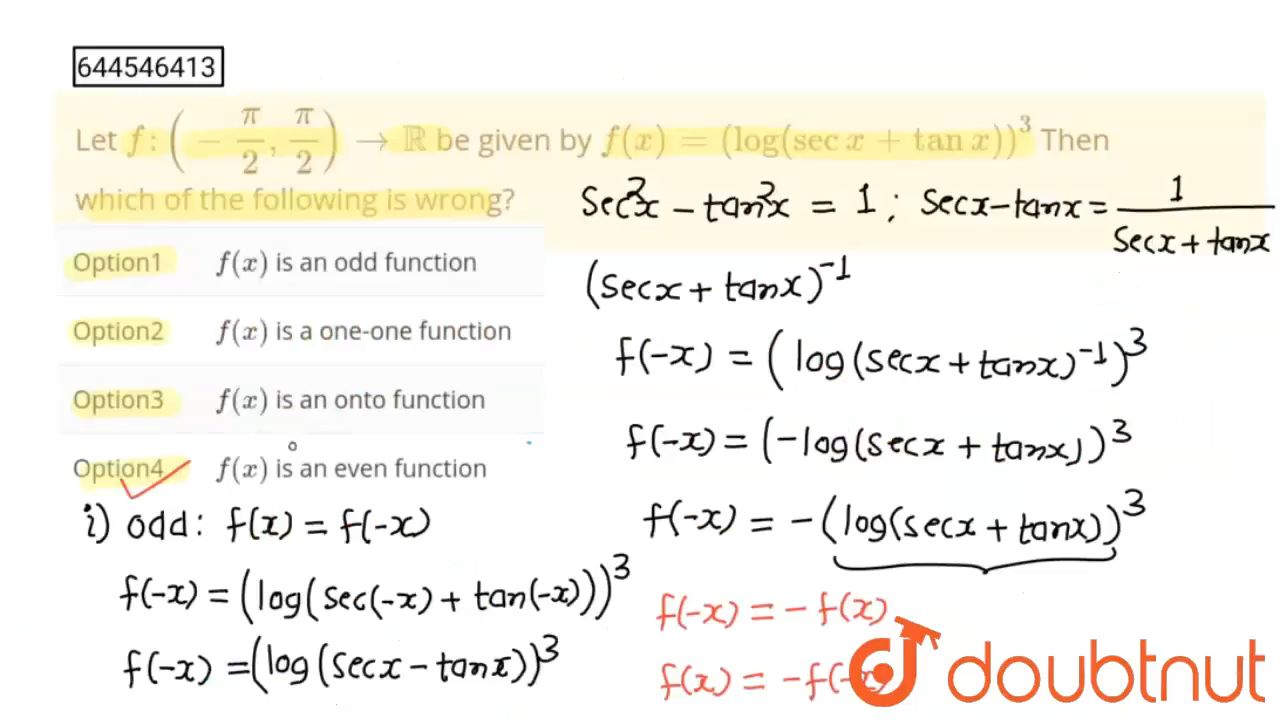 644546413
Let f : (−π/2, π/2) → ℝ be given by f(x) = (log(sec x + tan x))³ Then
which of the following is wrong?
Sec²x − tan²x = 1 ; Secx − tanx = 1/(Secx + tanx)
Option1 f(x) is an odd function
Option2 f(x) is a one-one function
Option3 f(x) is an onto function
Option4 f(x) is an even function
i) odd: f(x) = f(−x)
f(−x) = (log(sec(−x) + tan(−x)))³
f(−x) = (log(secx − tanx))³
(secx + tanx)⁻¹
f(−x) = (log(secx + tanx)⁻¹)³
f(−x) = (−log(secx + tanx))³
f(−x) = −(log(secx + tanx))³
f(−x) = − f(x)
f(x) = −f(−x)
doubtnut